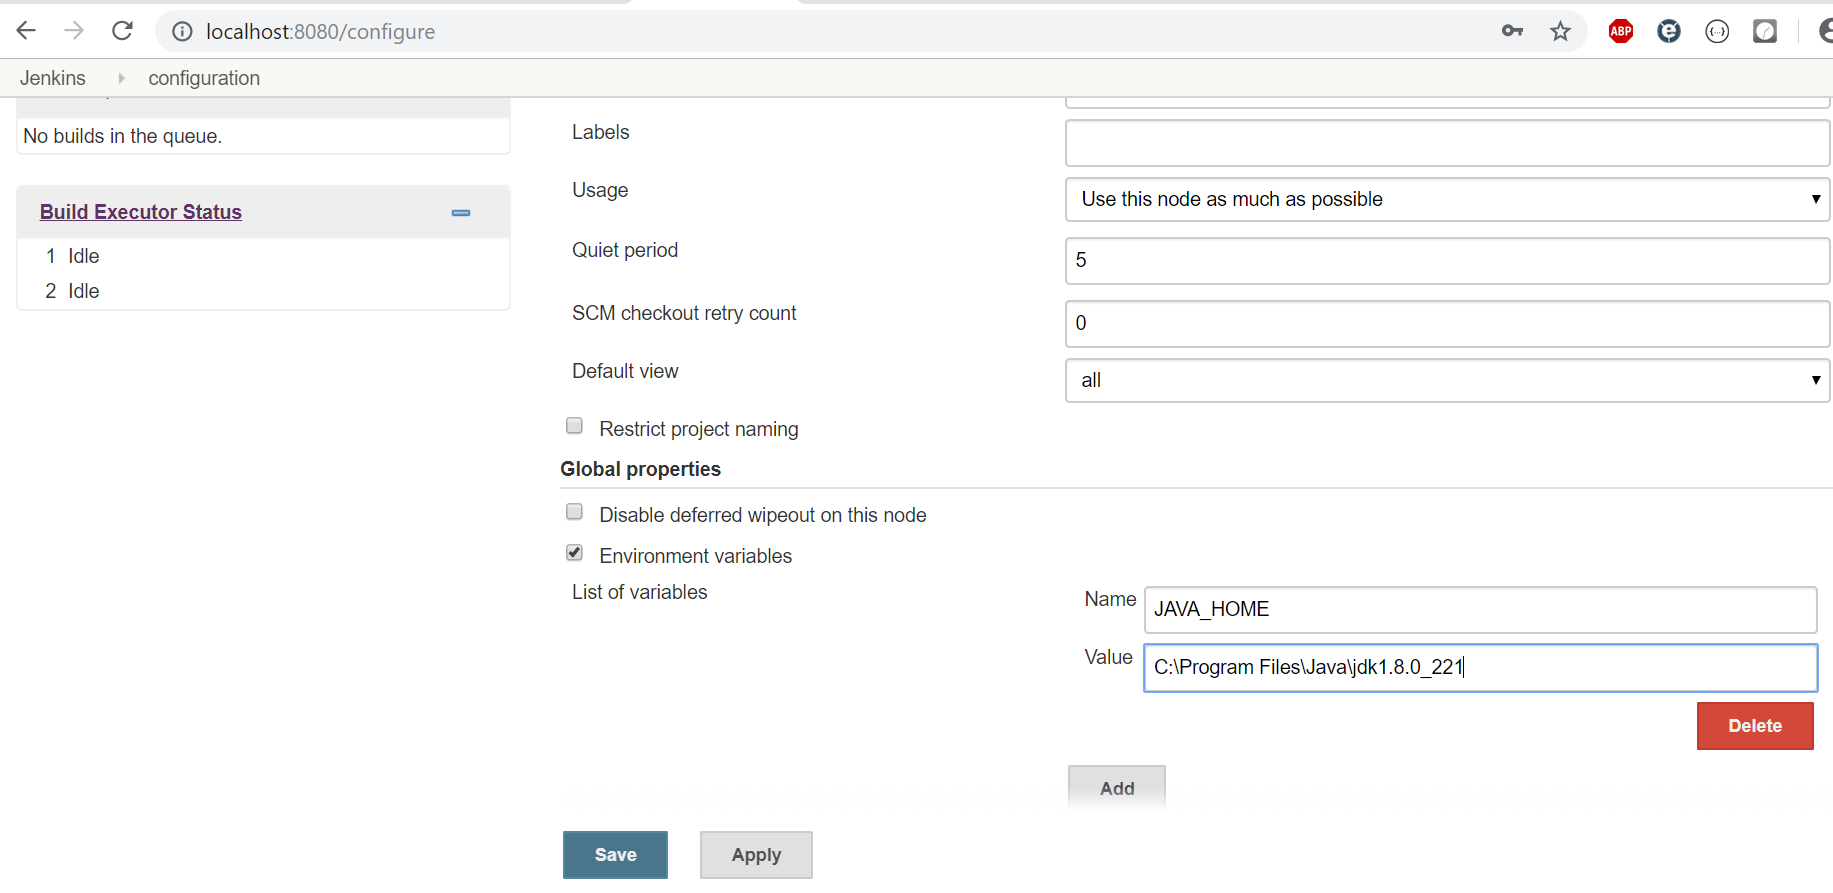 localhost:8080/configure
ABP
Jenkins configuration
No builds in the queue.
Build Executor Status
1 Idle
2 Idle
Labels
Usage
Use this node as much as possible
Quiet period
5
SCM checkout retry count
0
Default view
all
Restrict project naming
Global properties
Disable deferred wipeout on this node
Environment variables
List of variables
Name JAVA_HOME
Value C:\Program Files\Java\jdk1.8.0_221
Delete
Add
Save Apply